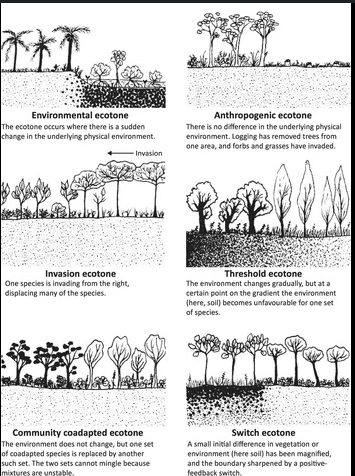 Environmental ecotone
The ecotone occurs where there is a sudden
change in the underlying physical environment.
Anthropogenic ecotone
There is no difference in the underlying physical
environment. Logging has removed trees from
one area, and forbs and grasses have invaded.
Invasion
Invasion ecotone
One species is invading from the right,
displacing many of the species.
Threshold ecotone
The environment changes gradually, but at a
certain point on the gradient the environment
(here, soil) becomes unfavourable for one set
of species.
Community coadapted ecotone
The environment does not change, but one set
of coadapted species is replaced by another
such set. The two sets cannot mingle because
mixtures are unstable.
Switch ecotone
A small initial difference in vegetation or
environment (here soil) has been magnified,
and the boundary sharpened by a positive-
feedback switch.